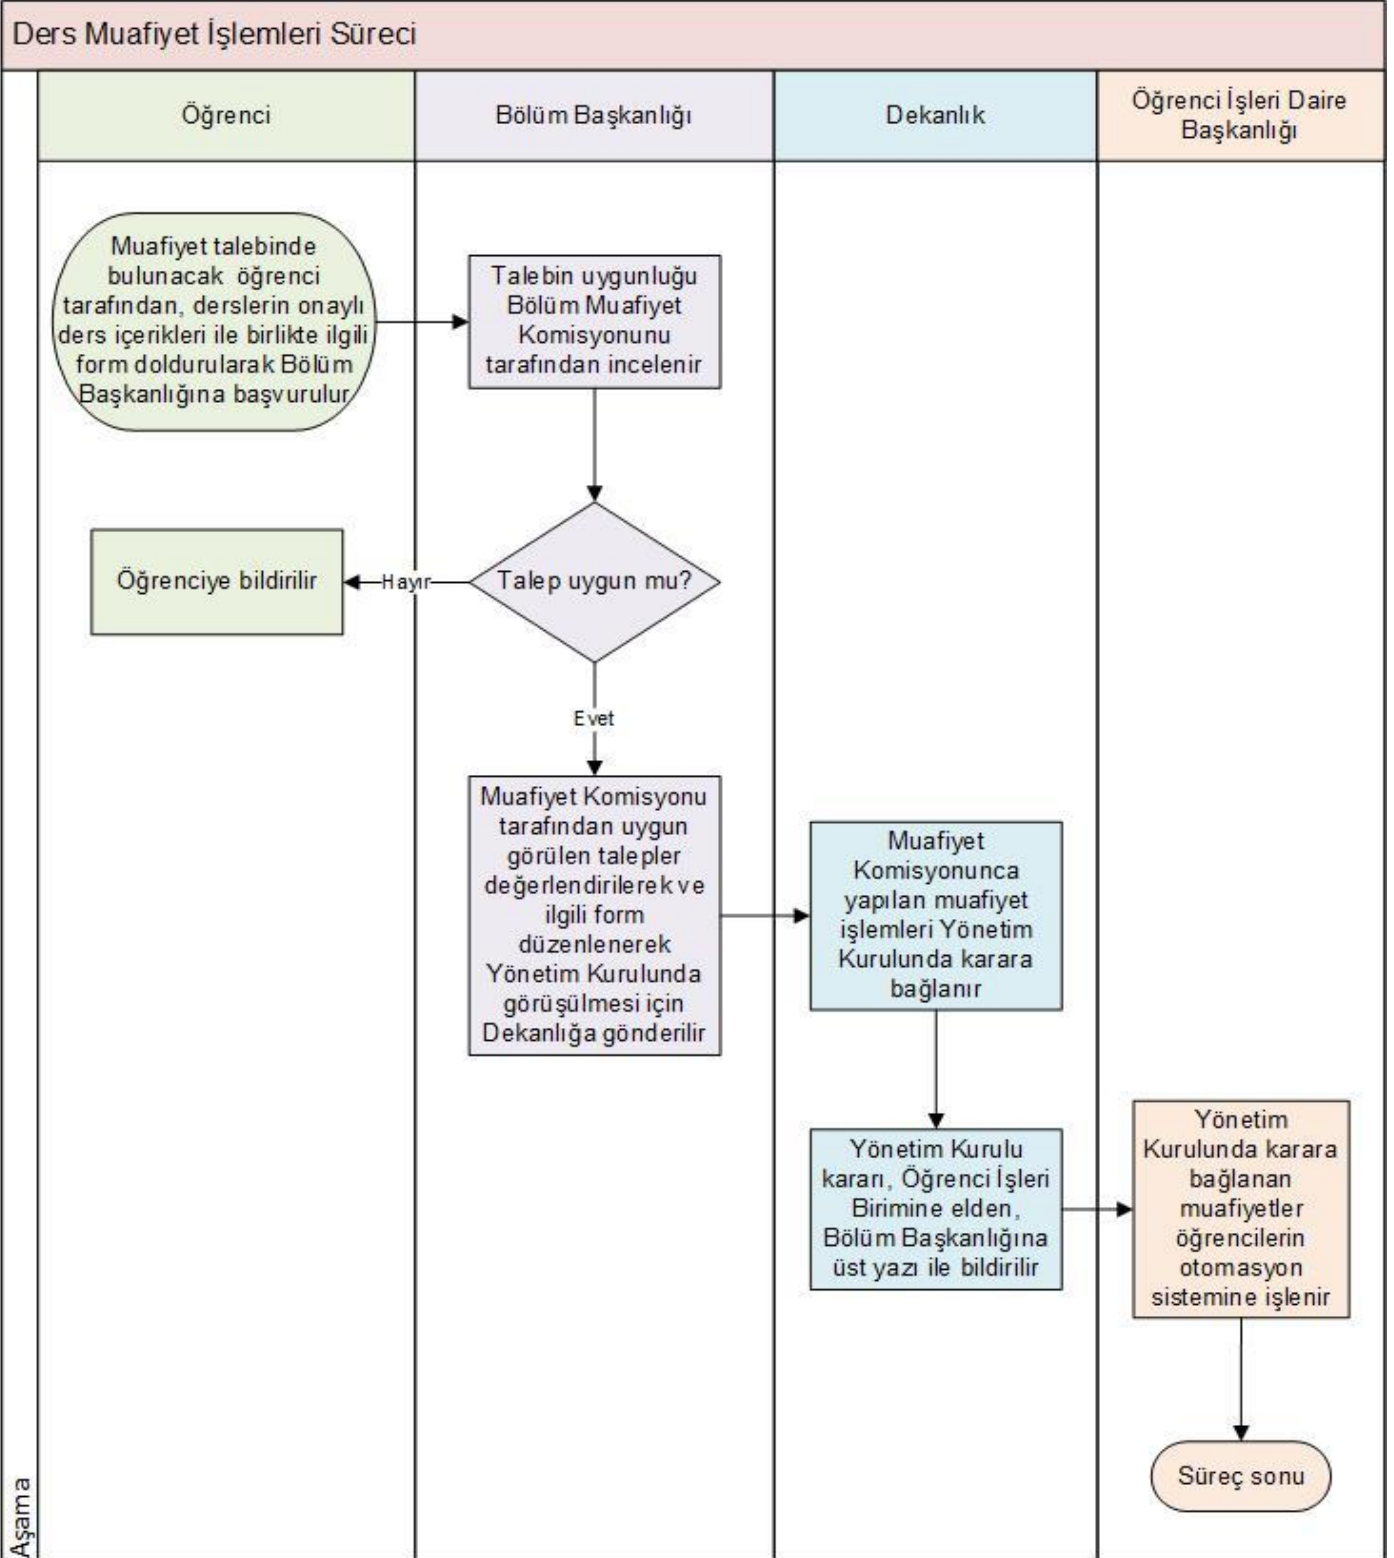 Ders Muafiyet İşlemleri Süreci
Öğrenci
Bölüm Başkanlığı
Dekanlık
Öğrenci İşleri Daire
Başkanlığı
Muafiyet talebinde
bulunacak öğrenci
tarafından, derslerin onaylı
ders içerikleri ile birlikte ilgili
form doldurularak Bölüm
Başkanlığına başvurulur
Talebin uygunluğu
Bölüm Muafiyet
Komisyonunu
tarafından incelenir
Talep uygun mu?
Hayır
Öğrenciye bildirilir
Evet
Muafiyet Komisyonu
tarafından uygun
görülen talepler
değerlendirilerek ve
ilgili form
düzenlenerek
Yönetim Kurulunda
görüşülmesi için
Dekanlığa gönderilir
Muafiyet
Komisyonunca
yapılan muafiyet
işlemleri Yönetim
Kurulunda karara
bağlanır
Yönetim Kurulu
kararı, Öğrenci İşleri
Birimine elden,
Bölüm Başkanlığına
üst yazı ile bildirilir
Yönetim
Kurulunda karara
bağlanan
muafiyetler
öğrencilerin
otomasyon
sistemine işlenir
Süreç sonu
Aşama